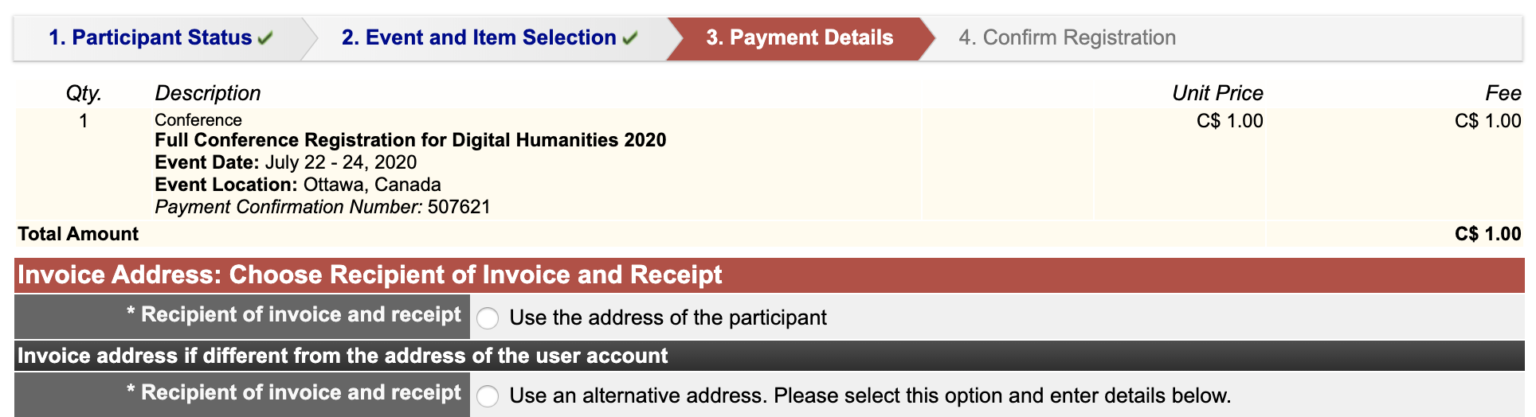 1. Participant Status 2. Event and Item Selection 3. Payment Details 4. Confirm Registration
Qty. Description Unit Price Fee
1 Conference C$ 1.00 C$ 1.00
Full Conference Registration for Digital Humanities 2020
Event Date: July 22 - 24, 2020
Event Location: Ottawa, Canada
Payment Confirmation Number: 507621
Total Amount C$ 1.00
Invoice Address: Choose Recipient of Invoice and Receipt
* Recipient of invoice and receipt Use the address of the participant
Invoice address if different from the address of the user account
* Recipient of invoice and receipt Use an alternative address. Please select this option and enter details below.